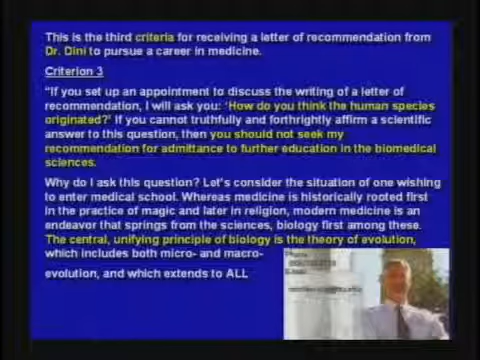 This is the third criteria for receiving a letter of recommendation from
Dr. Dini to pursue a career in medicine.
Criterion 3
"If you set up an appointment to discuss the writing of a letter of
recommendation, I will ask you: 'How do you think the human species
originated?' If you cannot truthfully and forthrightly affirm a scientific
answer to this question, then you should not seek my
recommendation for admittance to further education in the biomedical
sciences.
Why do I ask this question? Let's consider the situation of one wishing
to enter medical school. Whereas medicine is historically rooted first
in the practice of magic and later in religion, modern medicine is an
endeavor that springs from the sciences, biology first among these.
The central, unifying principle of biology is the theory of evolution,
which includes both micro- and macro-
evolution, and which extends to ALL
Phone